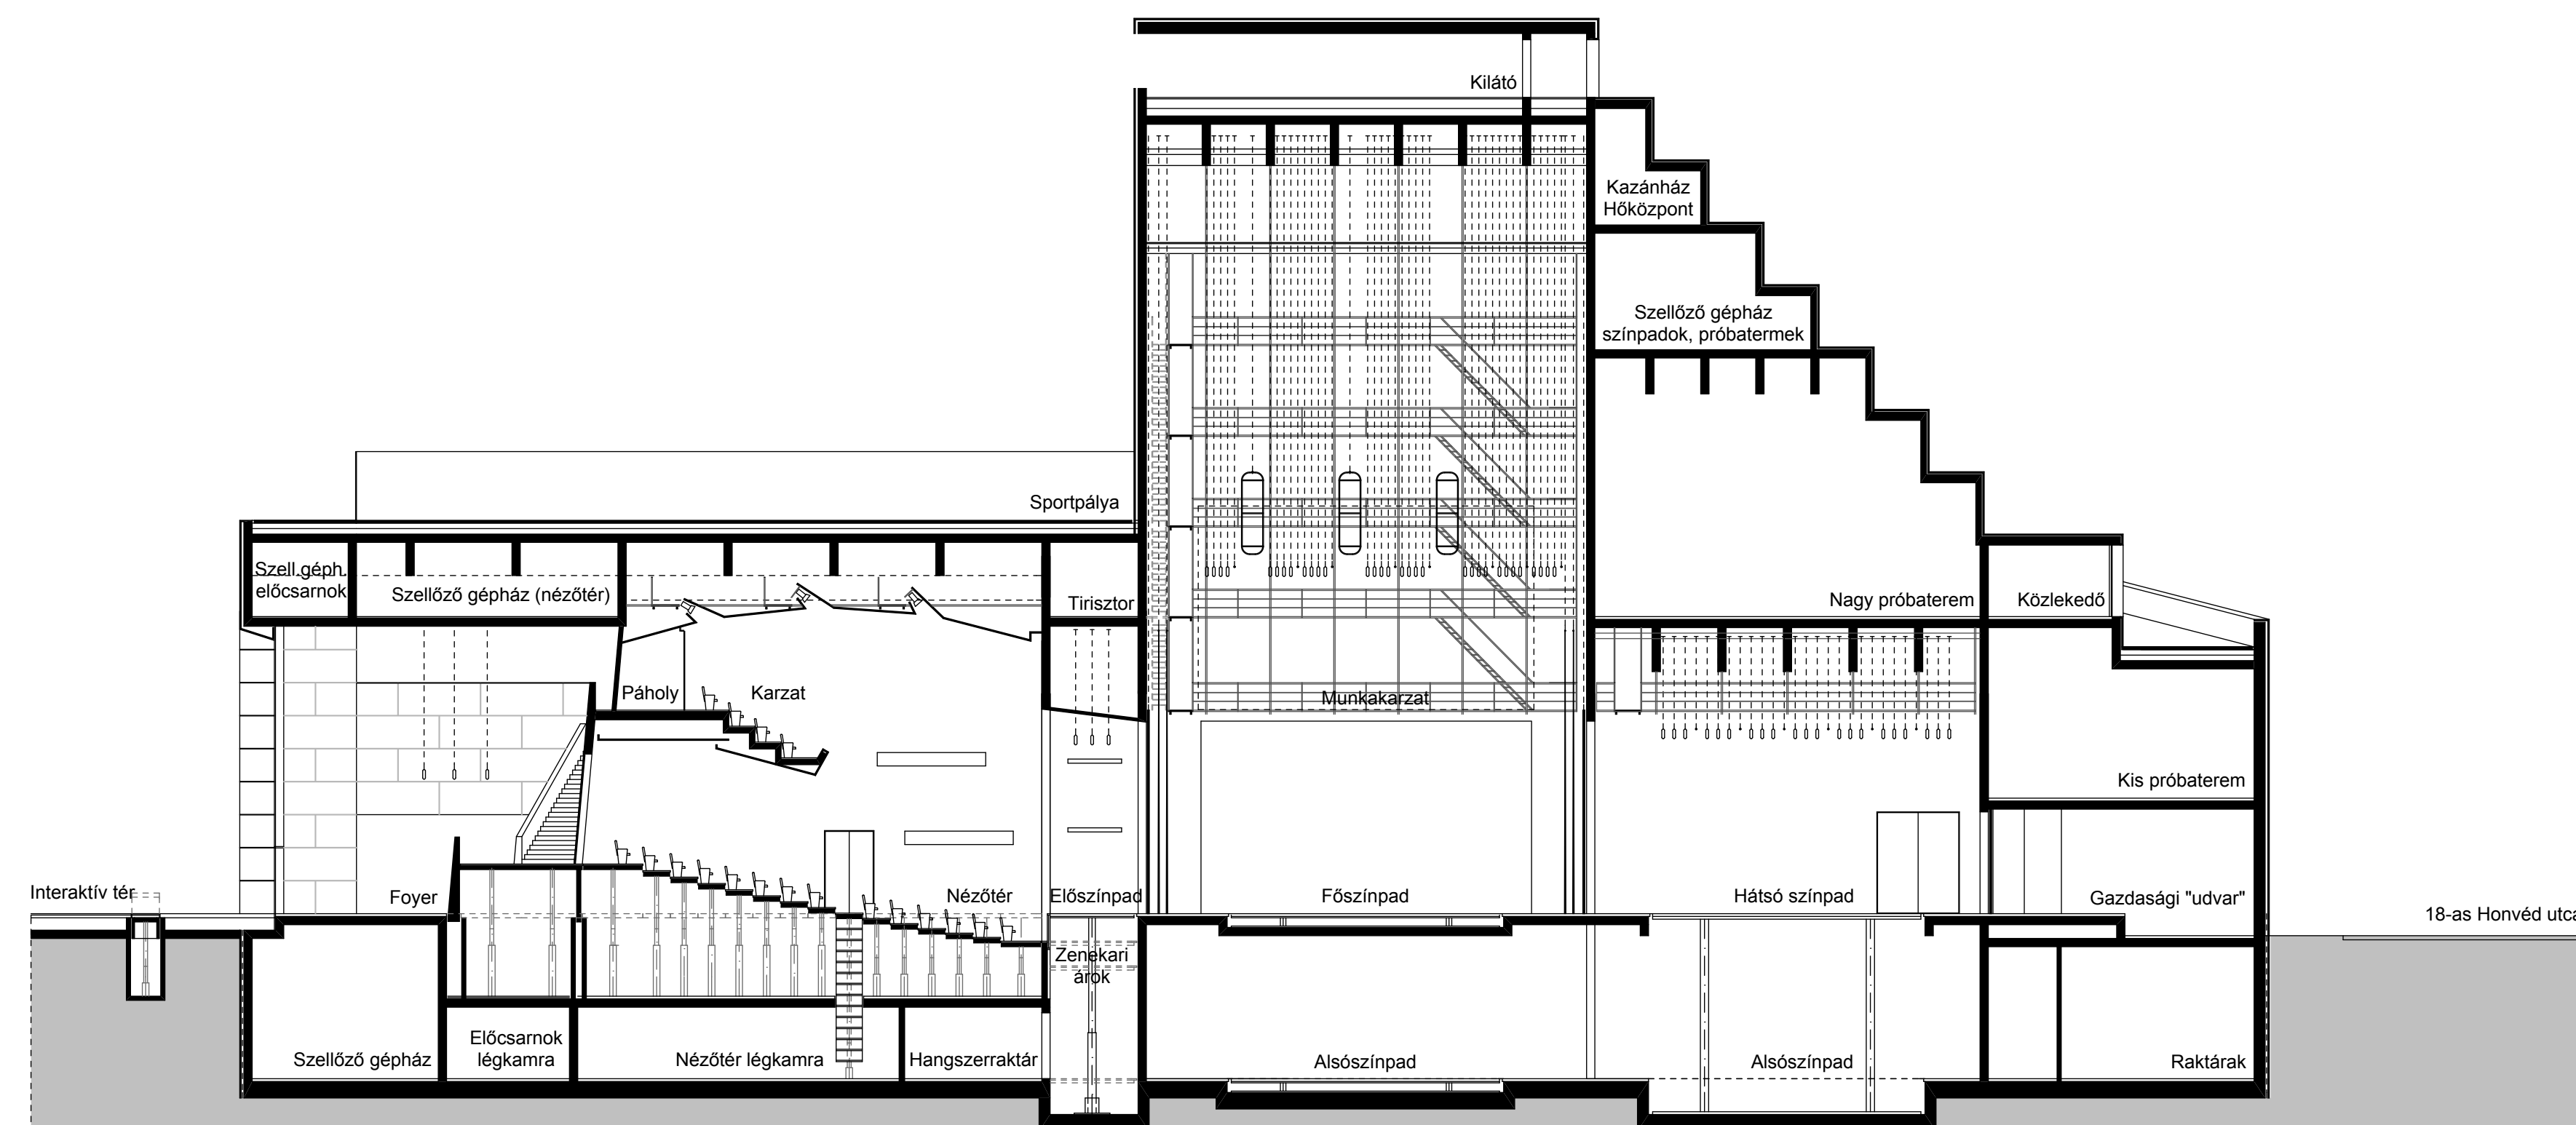 Kilátó
Kazánház
Hőközpont
Szellőző gépház
színpadok, próbatermek
Sportpálya
Szell.géph.
előcsarnok
Szellőző gépház (nézőtér)
Tirisztor
Nagy próbaterem
Közlekedő
Páholy
Karzat
Munkakarzat
Kis próbaterem
Interaktív tér
Foyer
Nézőtér
Előszínpad
Főszínpad
Hátsó színpad
Gazdasági "udvar"
18-as Honvéd utca
Zenekari
árok
Szellőző gépház
Előcsarnok
légkamra
Nézőtér légkamra
Hangszerraktár
Alsószínpad
Alsószínpad
Raktárak